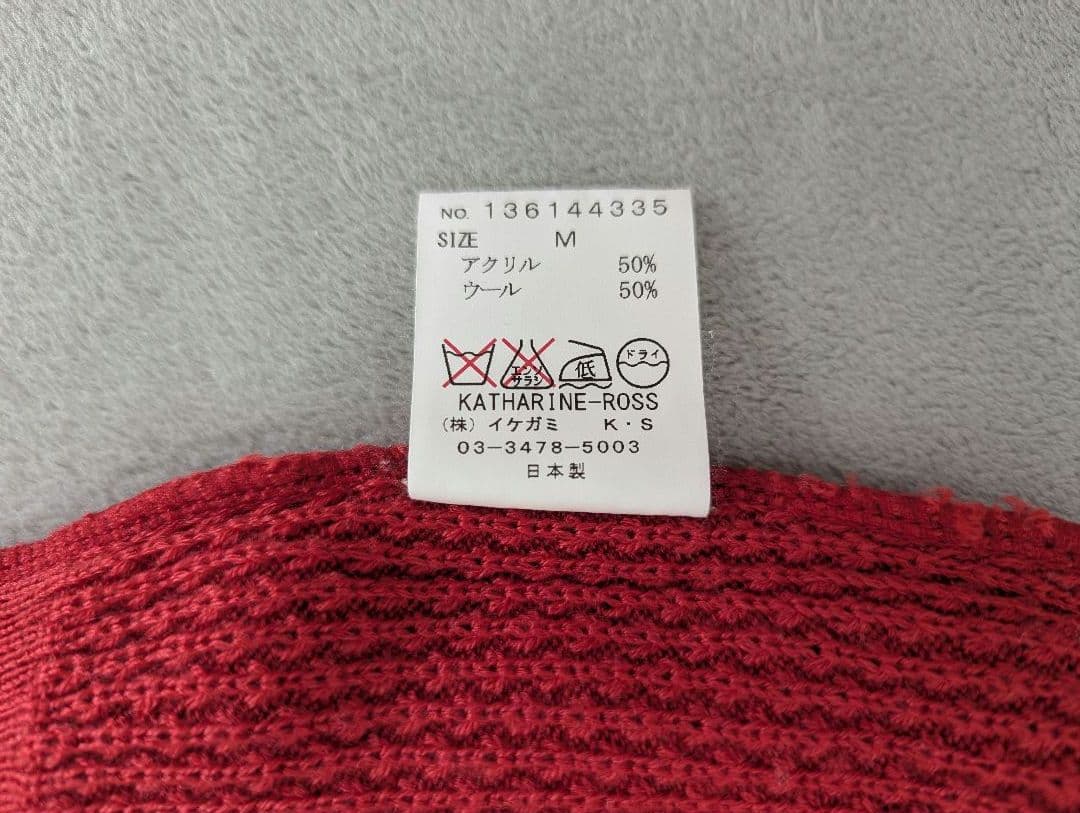 NO. 136144335
SIZE M
アクリル 50%
ウール 50%
エンソ サラシ 低 ドライ
KATHARINE-ROSS
(株)イケガミ K・S
03-3478-5003
日本製